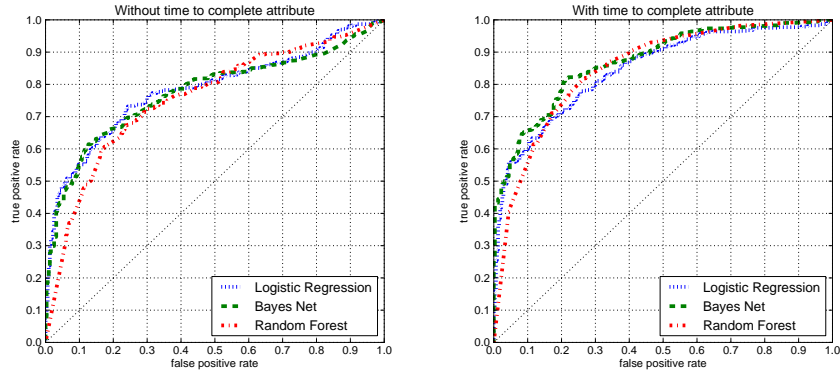 Without time to complete attribute
1.0
0.9
0.8
0.7
0.6
0.5
0.4
0.3
0.2
0.1
0.0
true positive rate
Logistic Regression
Bayes Net
Random Forest
0.0 0.1 0.2 0.3 0.4 0.5 0.6 0.7 0.8 0.9 1.0
false positive rate
With time to complete attribute
1.0
0.9
0.8
0.7
0.6
0.5
0.4
0.3
0.2
0.1
0.0
true positive rate
Logistic Regression
Bayes Net
Random Forest
0.0 0.1 0.2 0.3 0.4 0.5 0.6 0.7 0.8 0.9 1.0
false positive rate